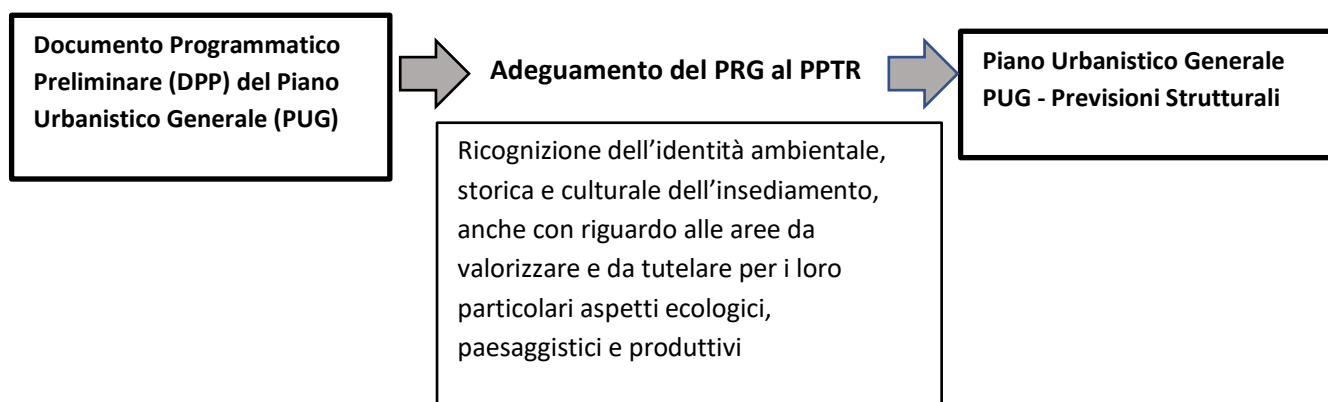 Documento Programmatico
Preliminare (DPP) del Piano
Urbanistico Generale (PUG)
Adeguamento del PRG al PPTR
Ricognizione dell’identità ambientale,
storica e culturale dell’insediamento,
anche con riguardo alle aree da
valorizzare e da tutelare per i loro
particolari aspetti ecologici,
paesaggistici e produttivi
Piano Urbanistico Generale
PUG - Previsioni Strutturali